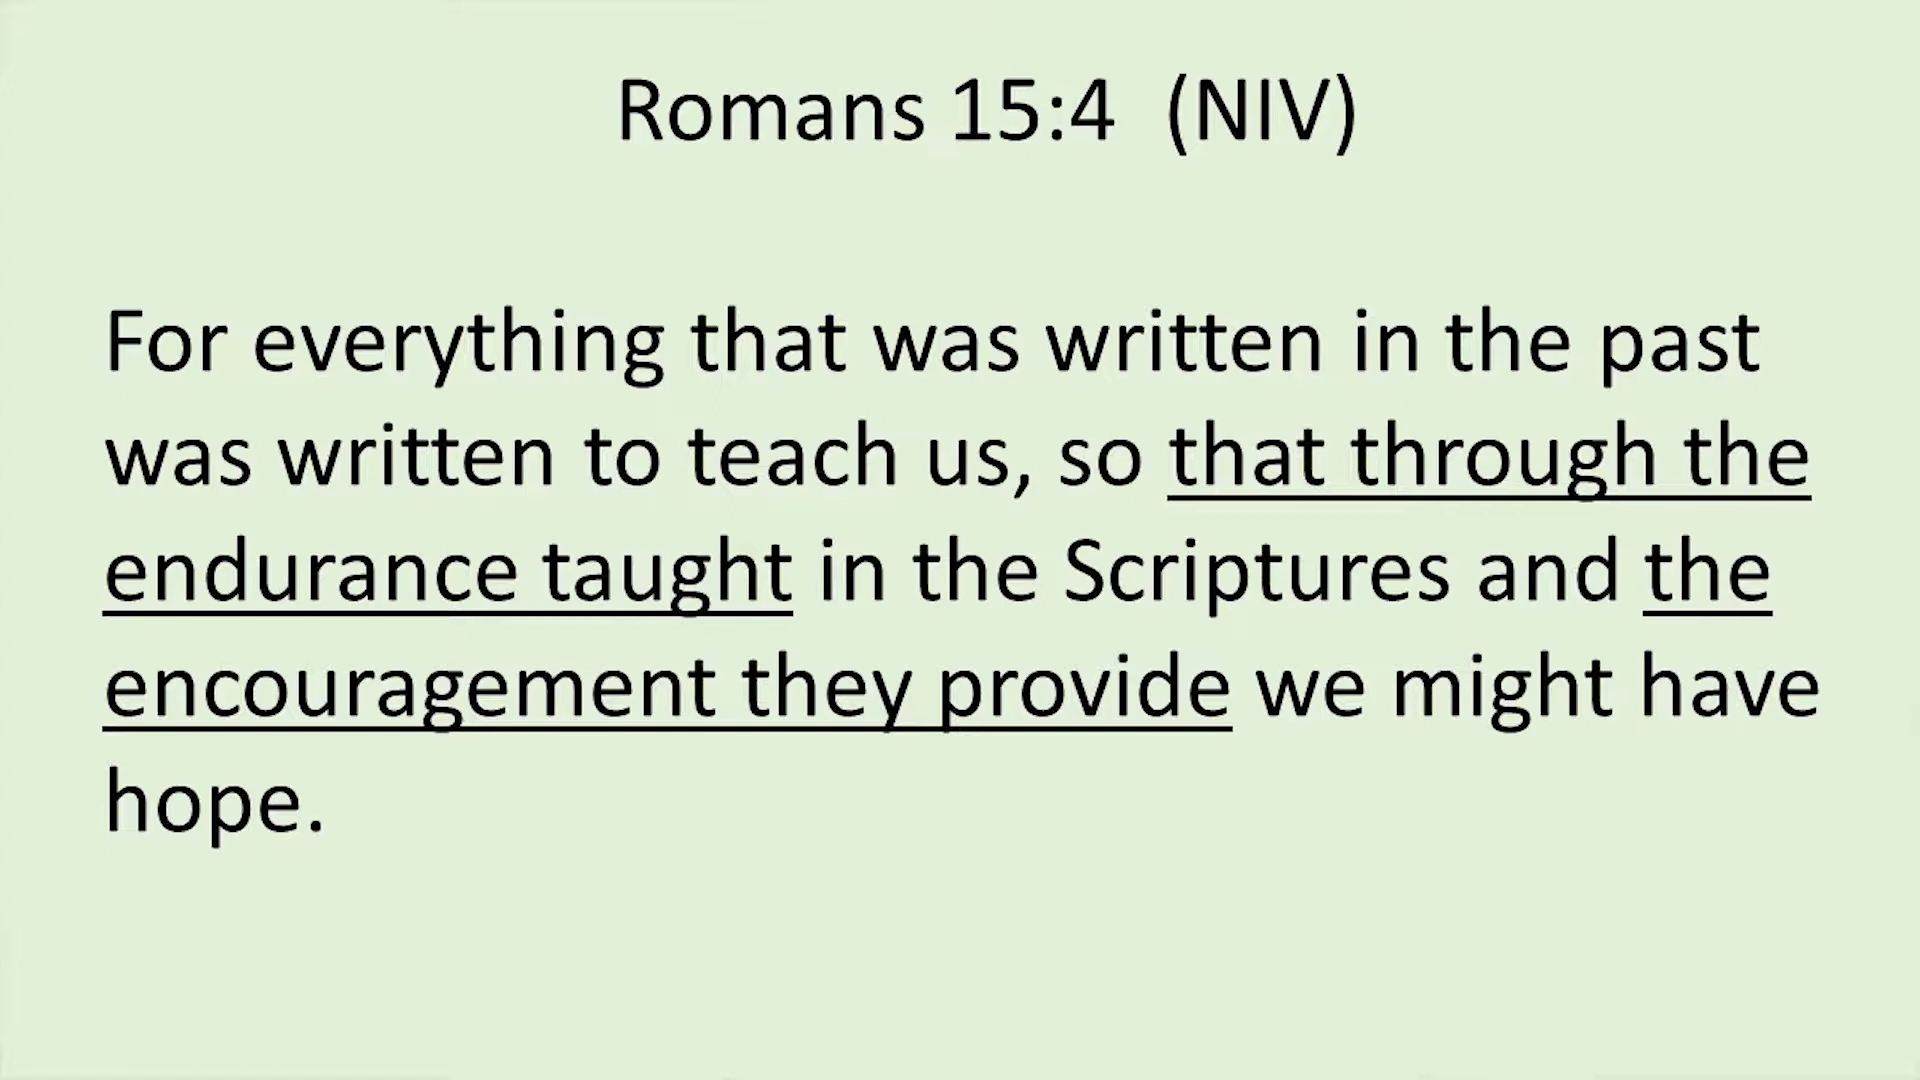 Romans 15:4  (NIV)
For everything that was written in the past
was written to teach us, so that through the
endurance taught in the Scriptures and the
encouragement they provide we might have
hope.